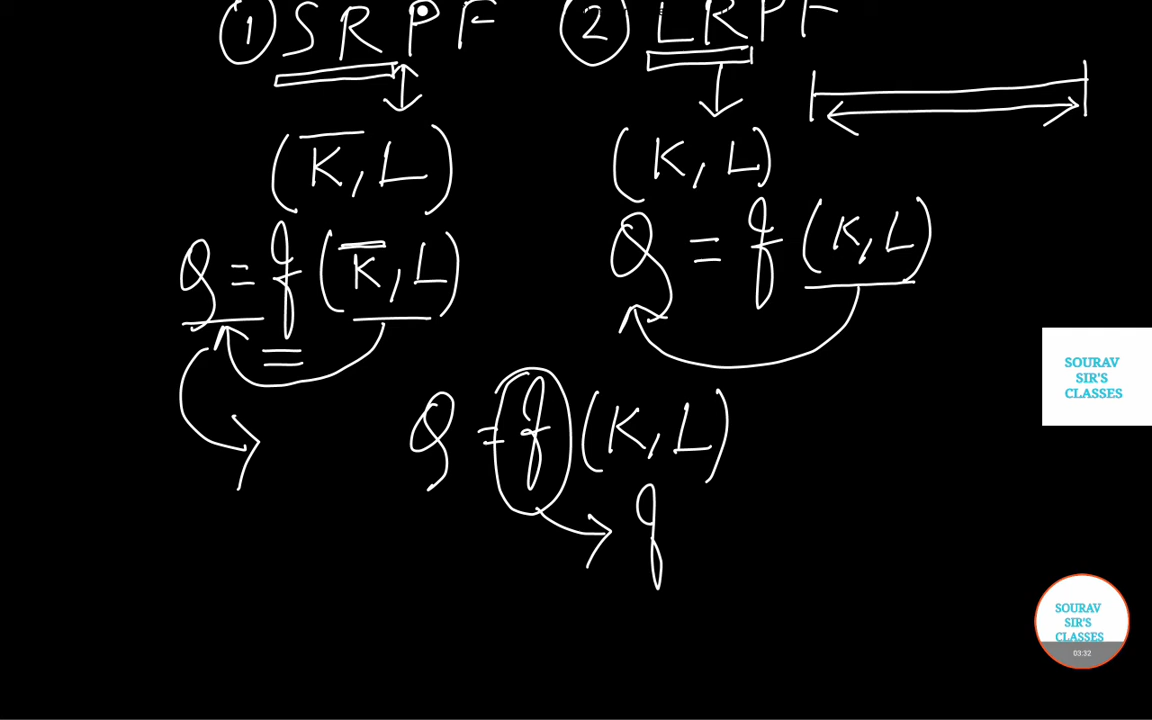 ① SRPF ② LRPF
(K̅, L) (K, L)
Q = f (K̅, L) Q = f (K, L)
Q = f (K, L)
f
SOURAV
SIR'S
CLASSES
SOURAV
SIR'S
CLASSES
03:32